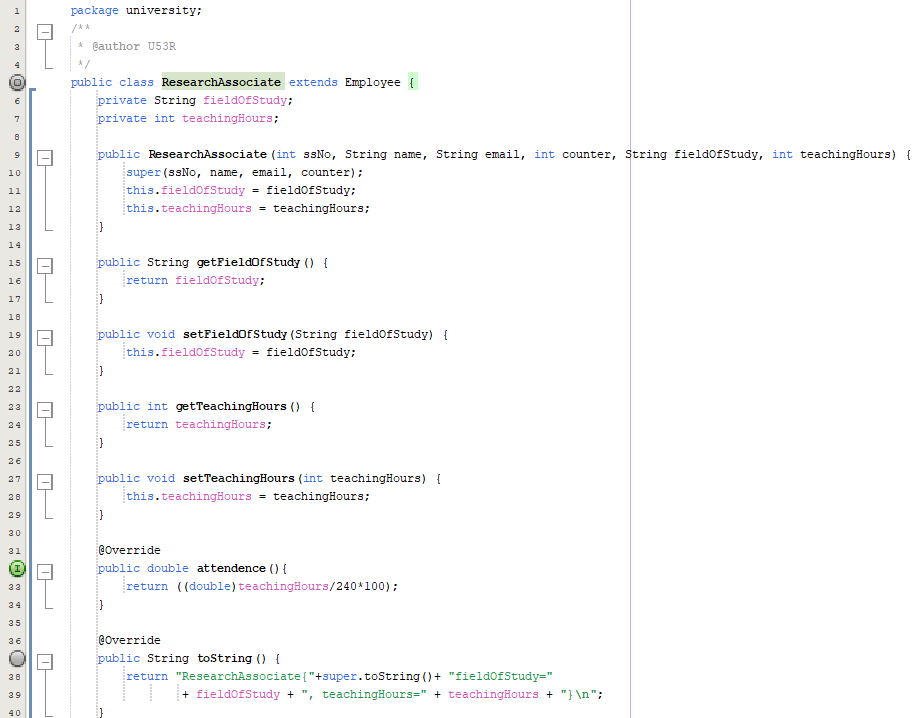 1 package university;
2 /**
3 * @author U53R
4 */
public class ResearchAssociate extends Employee {
6 private String fieldOfStudy;
7 private int teachingHours;
8
9 public ResearchAssociate(int ssNo, String name, String email, int counter, String fieldOfStudy, int teachingHours) {
10 super(ssNo, name, email, counter);
11 this.fieldOfStudy = fieldOfStudy;
12 this.teachingHours = teachingHours;
13 }
14
15 public String getFieldOfStudy() {
16 return fieldOfStudy;
17 }
18
19 public void setFieldOfStudy(String fieldOfStudy) {
20 this.fieldOfStudy = fieldOfStudy;
21 }
22
23 public int getTeachingHours() {
24 return teachingHours;
25 }
26
27 public void setTeachingHours(int teachingHours) {
28 this.teachingHours = teachingHours;
29 }
30
31 @Override
public double attendence(){
33 return ((double)teachingHours/240*100);
34 }
35
36 @Override
public String toString() {
38 return "ResearchAssociate{"+super.toString()+ "fieldOfStudy="
39 + fieldOfStudy + ", teachingHours=" + teachingHours + "}\n";
40 }